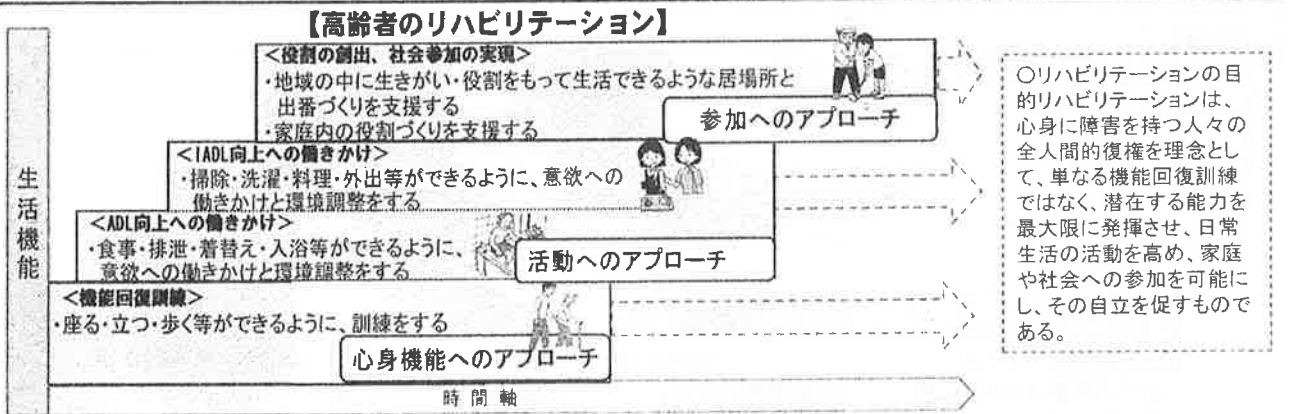 【高齢者のリハビリテーション】
<役割の創出、社会参加の実現>
・地域の中に生きがい・役割をもって生活できるような居場所と
出番づくりを支援する
・家庭内の役割づくりを支援する
参加へのアプローチ
<IADL向上への働きかけ>
・掃除・洗濯・料理・外出等ができるように、意欲への
働きかけと環境調整をする
<ADL向上への働きかけ>
・食事・排泄・着替え・入浴等ができるように、
意欲への働きかけと環境調整をする
活動へのアプローチ
<機能回復訓練>
・座る・立つ・歩く等ができるように、訓練をする
心身機能へのアプローチ
生活機能
時間軸
○リハビリテーションの目
的リハビリテーションは、
心身に障害を持つ人々の
全人間的復権を理念とし
て、単なる機能回復訓練
ではなく、潜在する能力を
最大限に発揮させ、日常
生活の活動を高め、家庭
や社会への参加を可能に
し、その自立を促すもので
ある。